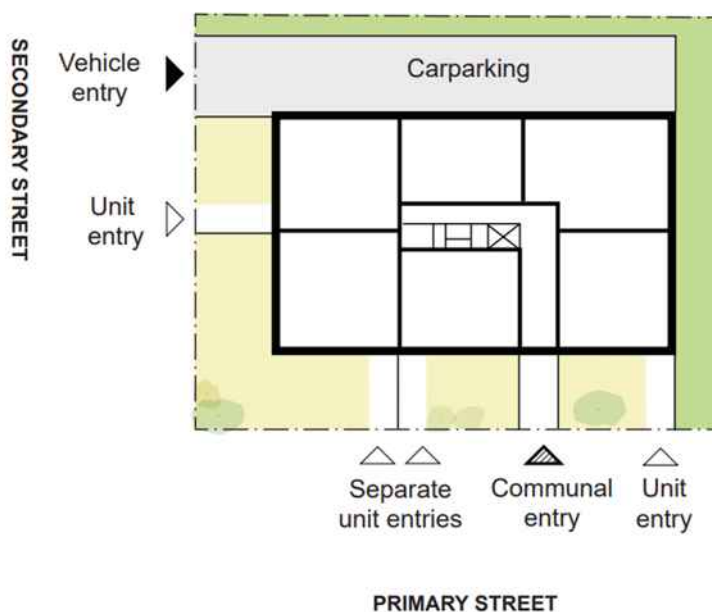 SECONDARY STREET
Vehicle
entry
Carparking
Unit
entry
Separate
unit entries
Communal
entry
Unit
entry
PRIMARY STREET